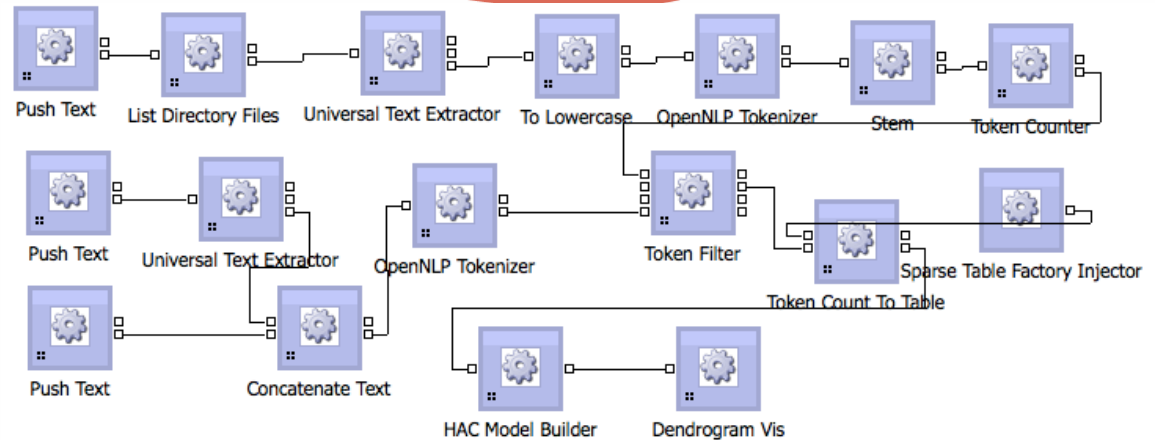 Push Text
List Directory Files
Universal Text Extractor
To Lowercase
OpenNLP Tokenizer
Stem
Token Counter
Push Text
Universal Text Extractor
OpenNLP Tokenizer
Token Filter
Sparse Table Factory Injector
Token Count To Table
Push Text
Concatenate Text
HAC Model Builder
Dendrogram Vis